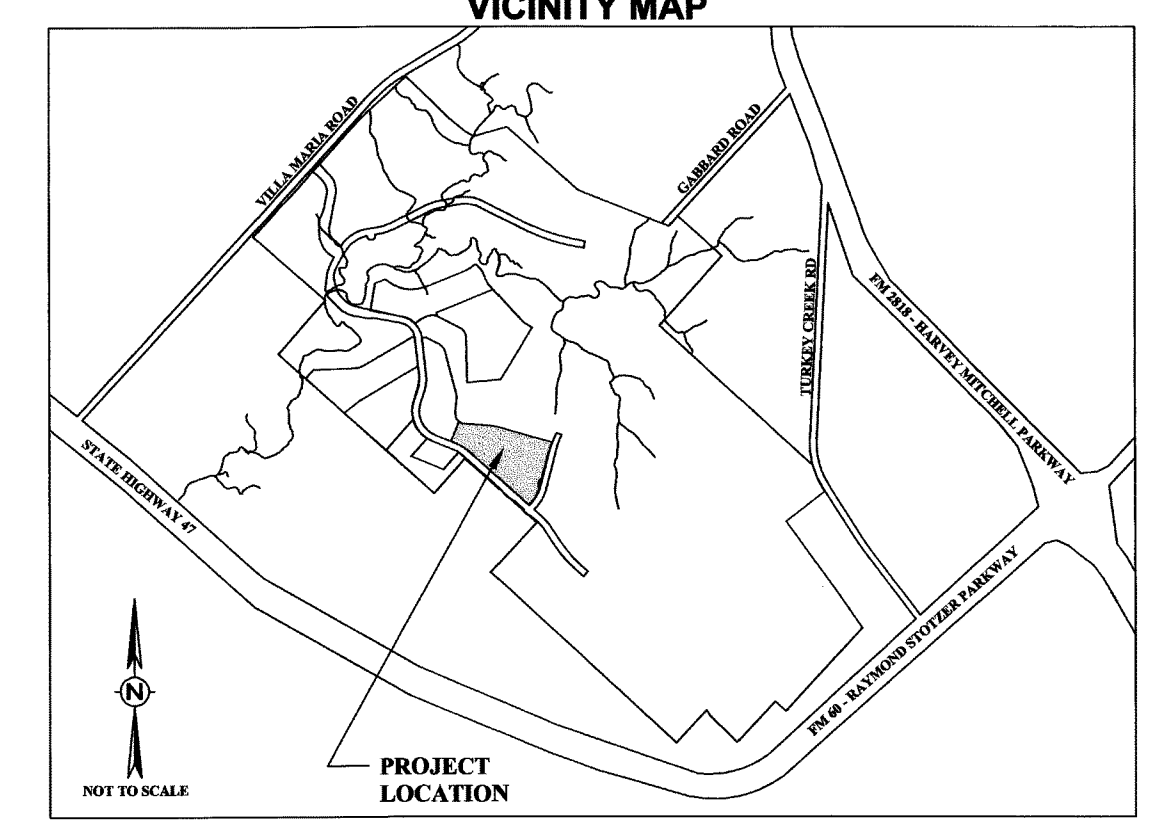 VICINITY MAP
VILLA MARIA ROAD
GABBARD ROAD
TURKEY CREEK RD
FM 2818 - HARVEY MITCHELL PARKWAY
STATE HIGHWAY 47
FM 60 - RAYMOND STOTZER PARKWAY
N
NOT TO SCALE
PROJECT
LOCATION